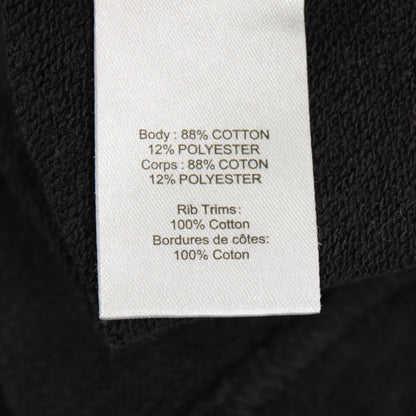 Body : 88% COTTON
12% POLYESTER
Corps : 88% COTON
12% POLYESTER
Rib Trims :
100% Cotton
Bordures de côtes:
100% Coton